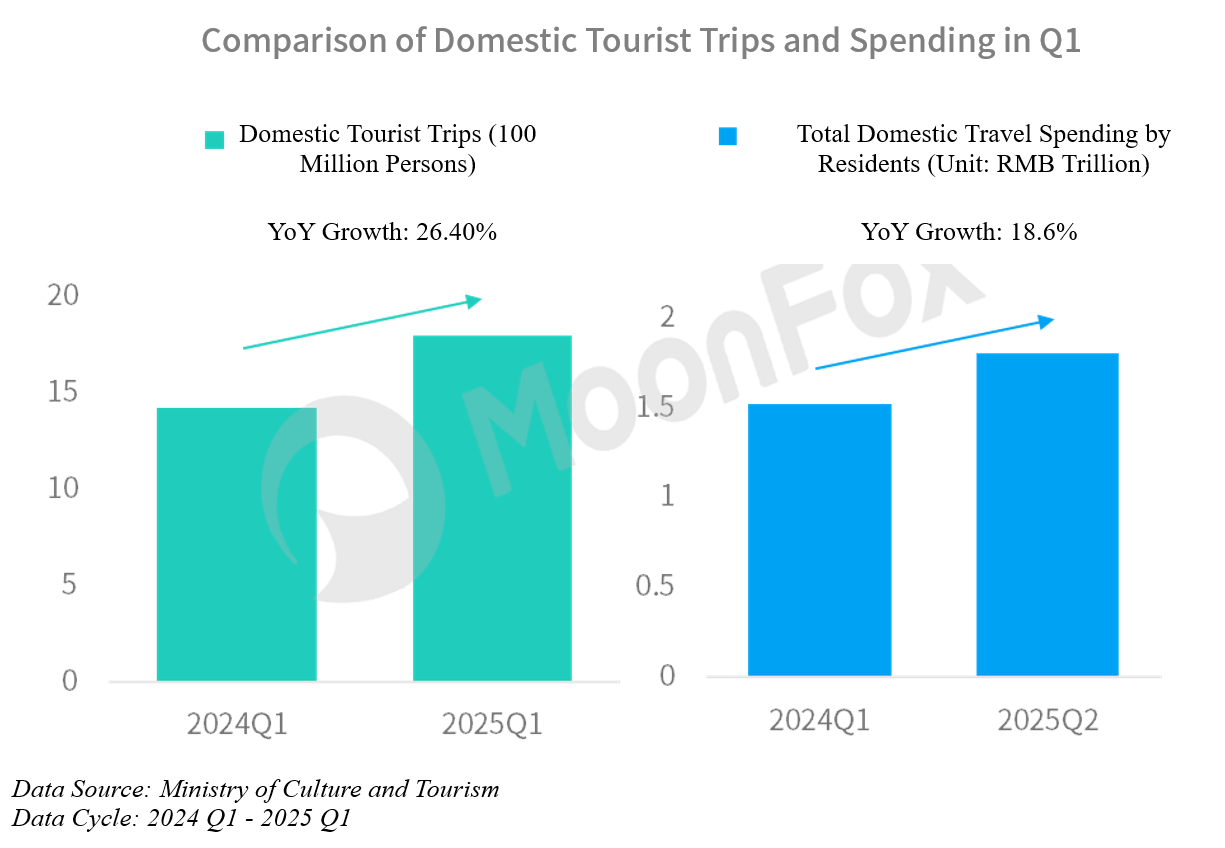 Comparison of Domestic Tourist Trips and Spending in Q1
Domestic Tourist Trips (100
Million Persons)
YoY Growth: 26.40%
20
15
10
5
0
2024Q1
2025Q1
Total Domestic Travel Spending by
Residents (Unit: RMB Trillion)
YoY Growth: 18.6%
2
1.5
1
0.5
0
2024Q1
2025Q2
MoonFox
Data Source: Ministry of Culture and Tourism
Data Cycle: 2024 Q1 - 2025 Q1